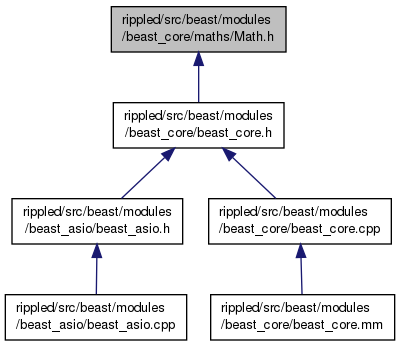 rippled/src/beast/modules
/beast_core/maths/Math.h
rippled/src/beast/modules
/beast_core/beast_core.h
rippled/src/beast/modules
/beast_asio/beast_asio.h
rippled/src/beast/modules
/beast_core/beast_core.cpp
rippled/src/beast/modules
/beast_asio/beast_asio.cpp
rippled/src/beast/modules
/beast_core/beast_core.mm